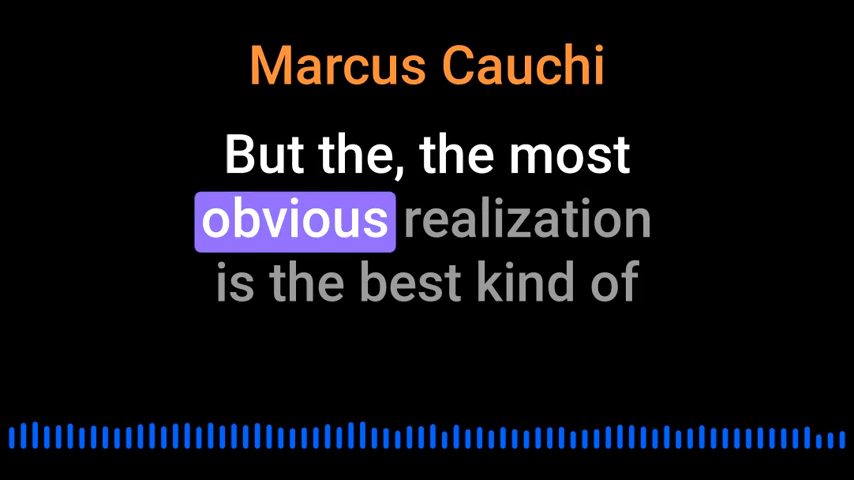 Marcus Cauchi
But the, the most
obvious realization
is the best kind of